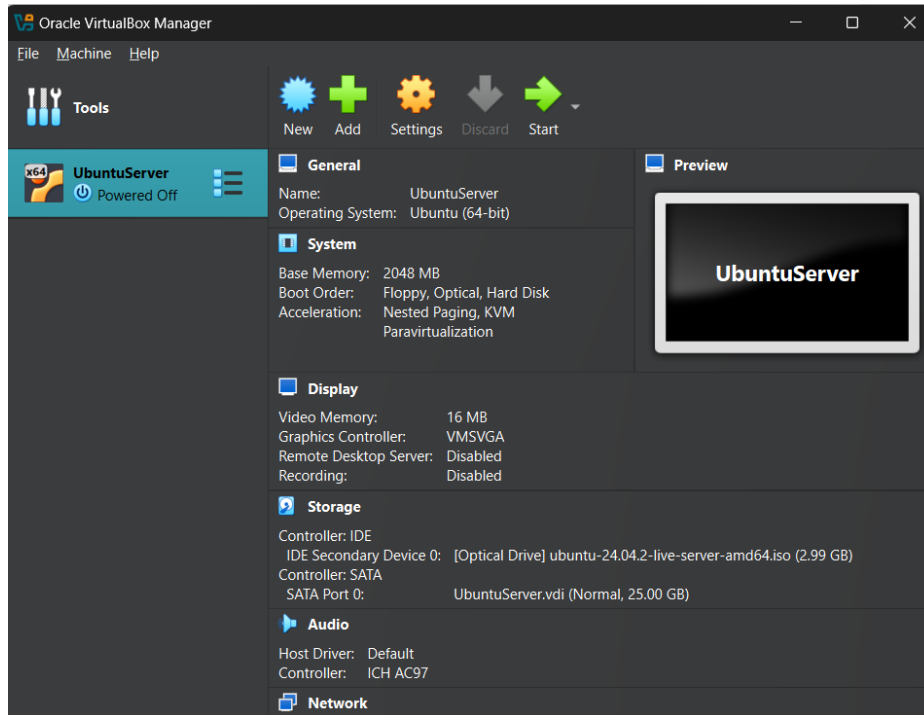 Oracle VirtualBox Manager
File Machine Help
Tools
New Add Settings Discard Start
x64
UbuntuServer
Powered Off
General
Name: UbuntuServer
Operating System: Ubuntu (64-bit)
System
Base Memory: 2048 MB
Boot Order: Floppy, Optical, Hard Disk
Acceleration: Nested Paging, KVM
Paravirtualization
Preview
UbuntuServer
Display
Video Memory: 16 MB
Graphics Controller: VMSVGA
Remote Desktop Server: Disabled
Recording: Disabled
Storage
Controller: IDE
IDE Secondary Device 0: [Optical Drive] ubuntu-24.04.2-live-server-amd64.iso (2.99 GB)
Controller: SATA
SATA Port 0: UbuntuServer.vdi (Normal, 25.00 GB)
Audio
Host Driver: Default
Controller: ICH AC97
Network